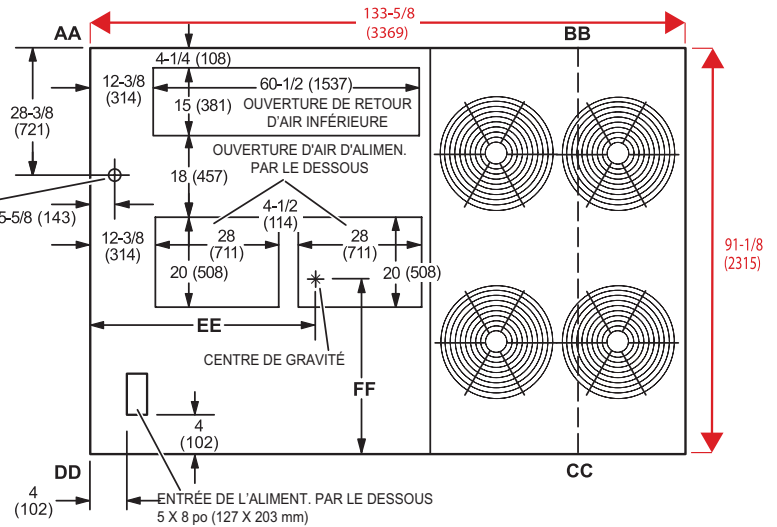 133-5/8
(3369)
AA
BB
4-1/4 (108)
12-3/8
(314)
60-1/2 (1537)
28-3/8
(721)
15 (381)
OUVERTURE DE RETOUR
D'AIR INFÉRIEURE
OUVERTURE D'AIR D'ALIMEN.
PAR LE DESSOUS
18 (457)
5-5/8 (143)
4-1/2
(114)
12-3/8
(314)
28
(711)
28
(711)
91-1/8
(2315)
20 (508)
20 (508)
EE
CENTRE DE GRAVITÉ
FF
4
(102)
DD
CC
4
(102)
ENTRÉE DE L'ALIMENT. PAR LE DESSOUS
5 X 8 po (127 X 203 mm)